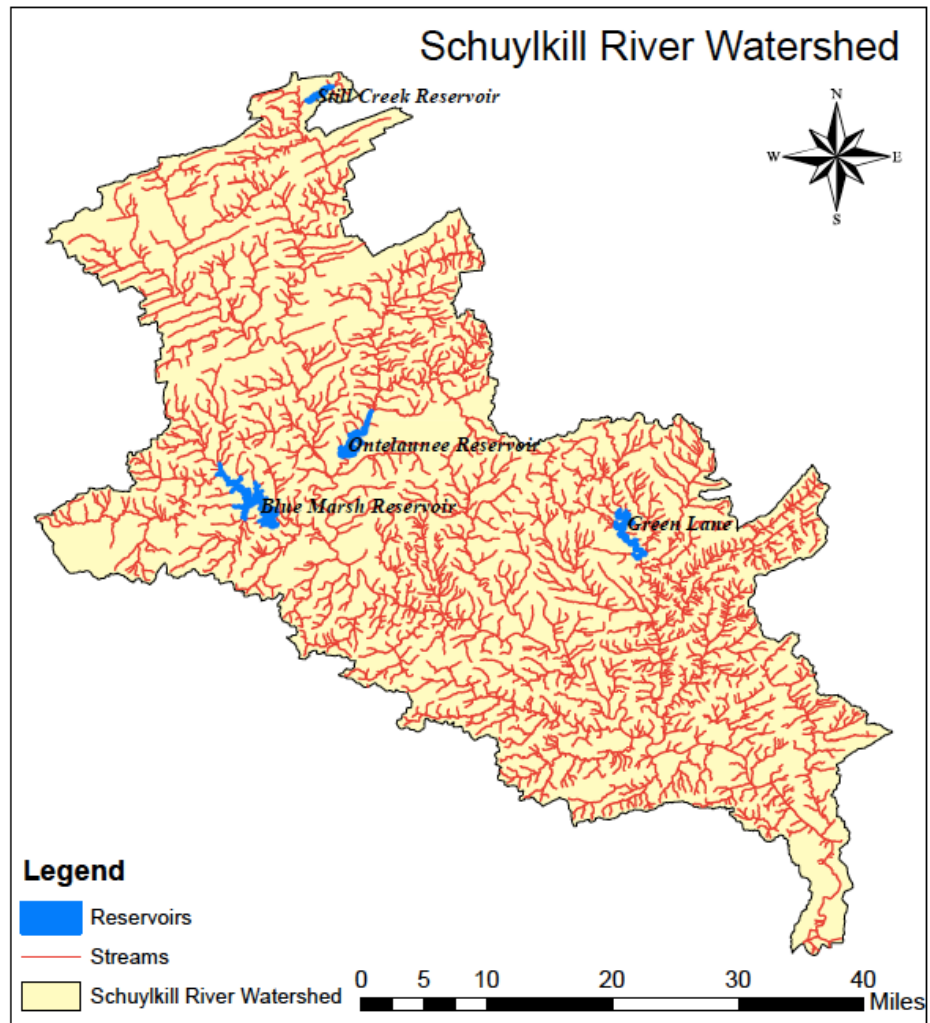 Schuylkill River Watershed
N
W
E
S
Still Creek Reservoir
Ontelaunee Reservoir
Blue Marsh Reservoir
Green Lane
Legend
Reservoirs
Streams
Schuylkill River Watershed
0 5 10 20 30 40
Miles